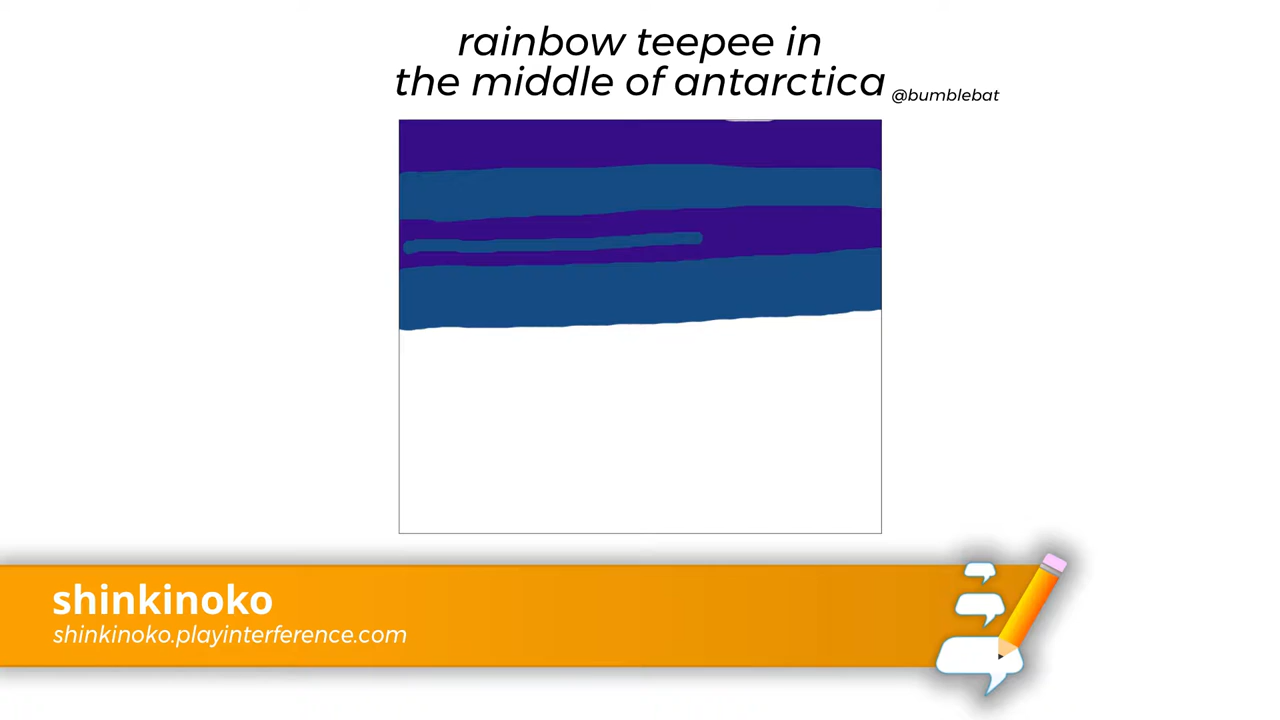 rainbow teepee in
the middle of antarctica @bumblebat
shinkinoko
shinkinoko.playinterference.com